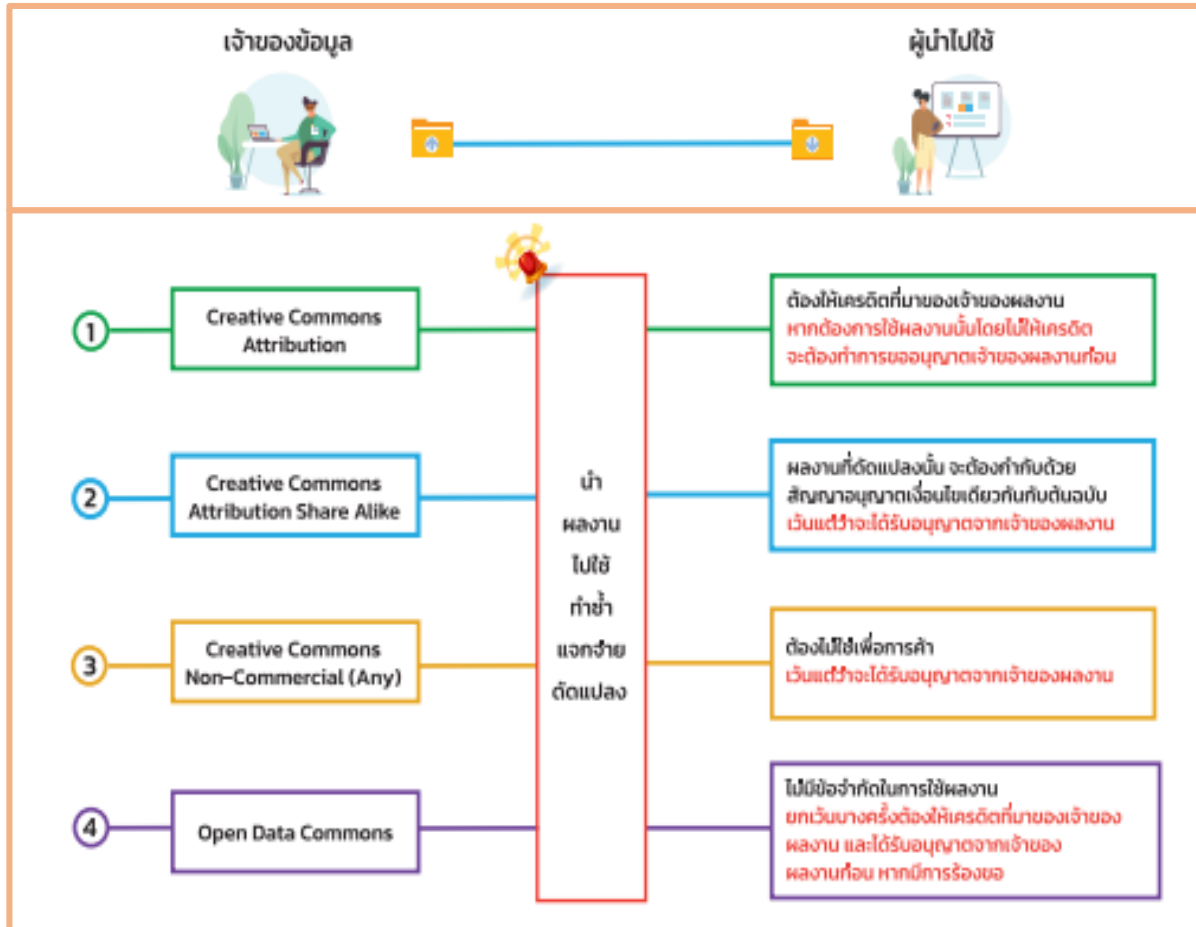 เจ้าของข้อมูล
ผู้นำไปใช้
1
Creative Commons
Attribution
ต้องให้เครดิตที่มาของเจ้าของผลงาน
หากต้องการใช้ผลงานนั้นโดยไม่ให้เครดิต
จะต้องทำการขออนุญาตเจ้าของผลงานก่อน
2
Creative Commons
Attribution Share Alike
นำ
ผลงาน
ไปใช้
ทำซ้ำ
แจกจ่าย
ดัดแปลง
ผลงานที่ดัดแปลงนั้น จะต้องกำกับด้วย
สัญญาอนุญาตเงื่อนไขเดียวกันกับต้นฉบับ
เว้นแต่ว่าจะได้รับอนุญาตจากเจ้าของผลงาน
3
Creative Commons
Non-Commercial (Any)
ต้องไม่ใช้เพื่อการค้า
เว้นแต่ว่าจะได้รับอนุญาตจากเจ้าของผลงาน
4
Open Data Commons
ไม่มีข้อจำกัดในการใช้ผลงาน
ยกเว้นบางครั้งต้องให้เครดิตที่มาของเจ้าของ
ผลงาน และได้รับอนุญาตจากเจ้าของ
ผลงานก่อน หากมีการร้องขอ